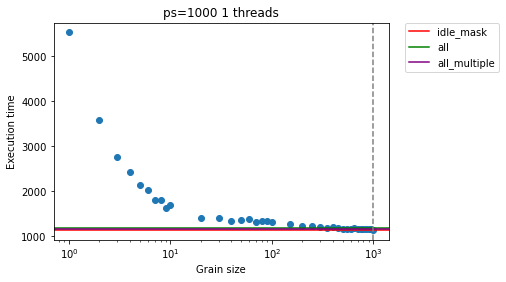 ps=1000 1 threads
idle_mask
all
all_multiple
Execution time
5000
4000
3000
2000
1000
10⁰
10¹
10²
10³
Grain size